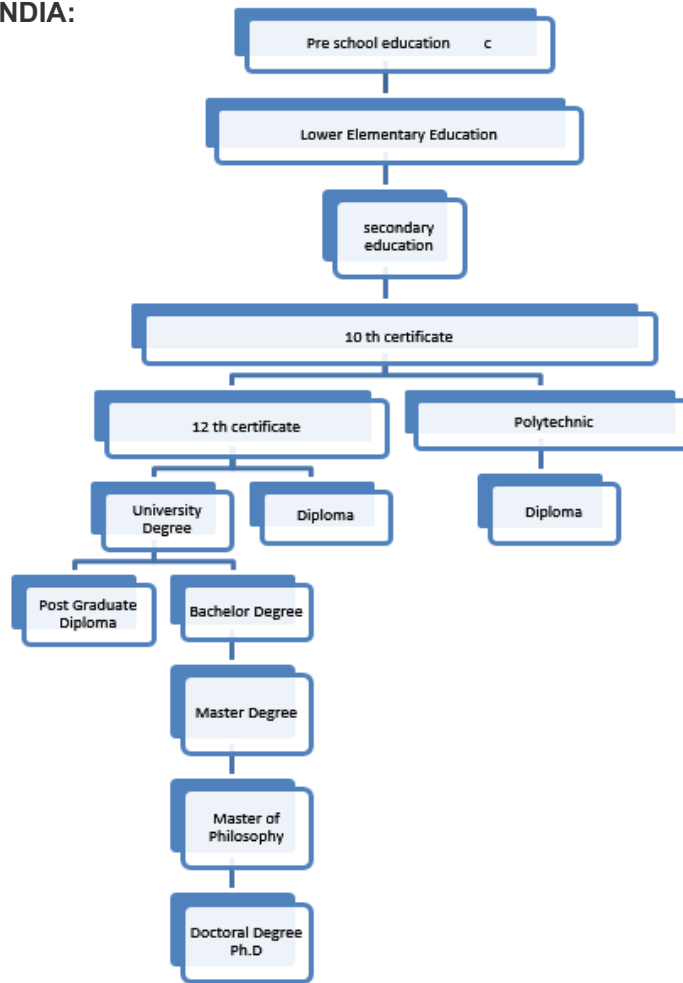 NDIA:
Pre school education c
Lower Elementary Education
secondary
education
10 th certificate
12 th certificate
Polytechnic
University
Degree
Diploma
Diploma
Post Graduate
Diploma
Bachelor Degree
Master Degree
Master of
Philosophy
Doctoral Degree
Ph.D